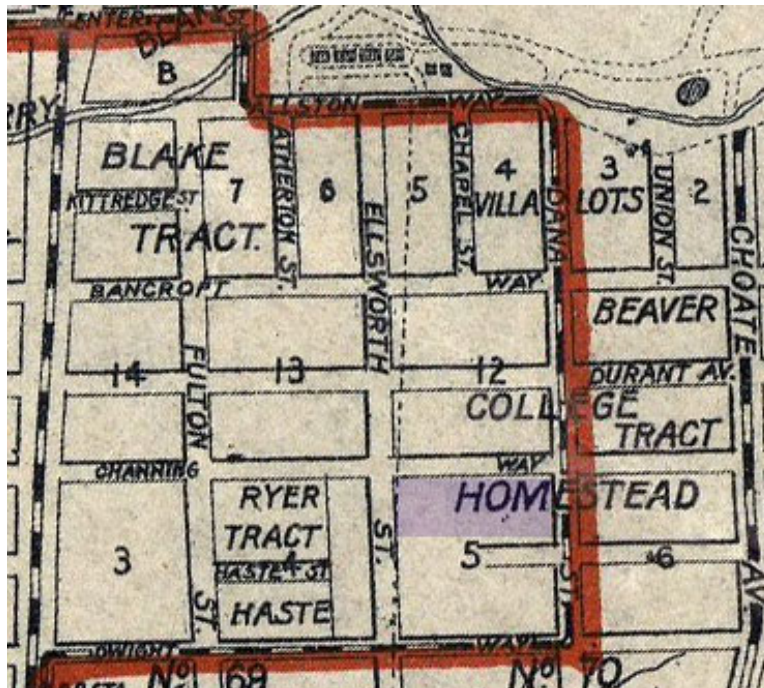 CENTER ST.
BLAKE
B
ALLSTON WAY
RRY
BLAKE
KITTREDGE ST.
TRACT.
7
ATHERTON ST.
6
ELLSWORTH
5
CHAPEL ST.
4
VILLA LOTS
DANA
3
UNION ST.
2
CHOATE
BANCROFT WAY
BEAVER
14
FULTON
13
12
DURANT AV.
COLLEGE
TRACT
CHANNING WAY
HOMESTEAD
RYER
TRACT
3
4
HASTE ST
HASTE
ST.
ST.
5
ST.
6
AV.
DWIGHT WAY
No 69
No 70